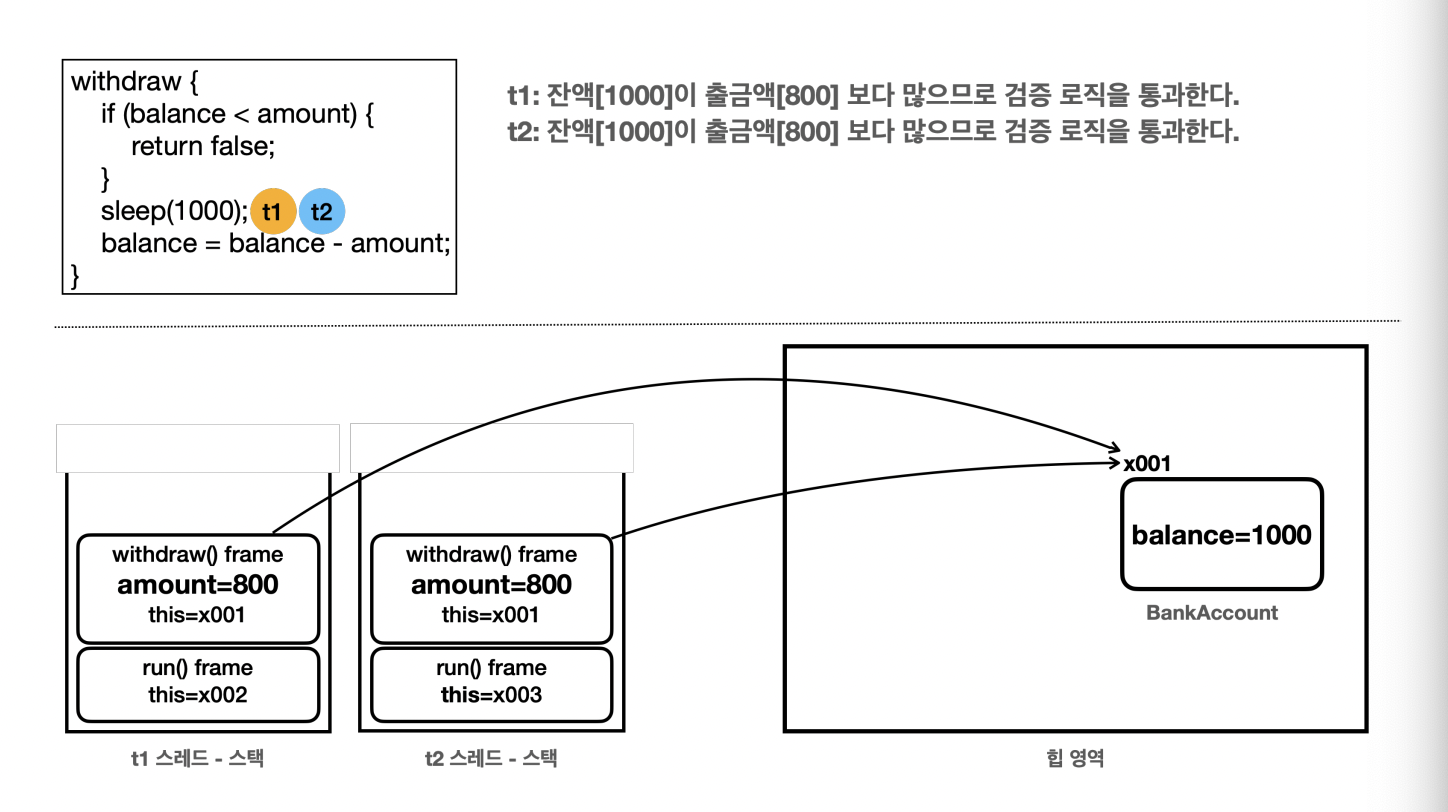 withdraw {
if (balance < amount) {
return false;
}
sleep(1000); t1 t2
balance = balance - amount;
}
t1: 잔액[1000]이 출금액[800] 보다 많으므로 검증 로직을 통과한다.
t2: 잔액[1000]이 출금액[800] 보다 많으므로 검증 로직을 통과한다.
withdraw() frame
amount=800
this=x001
run() frame
this=x002
t1 스레드 - 스택
withdraw() frame
amount=800
this=x001
run() frame
this=x003
t2 스레드 - 스택
x001
balance=1000
BankAccount
힙 영역